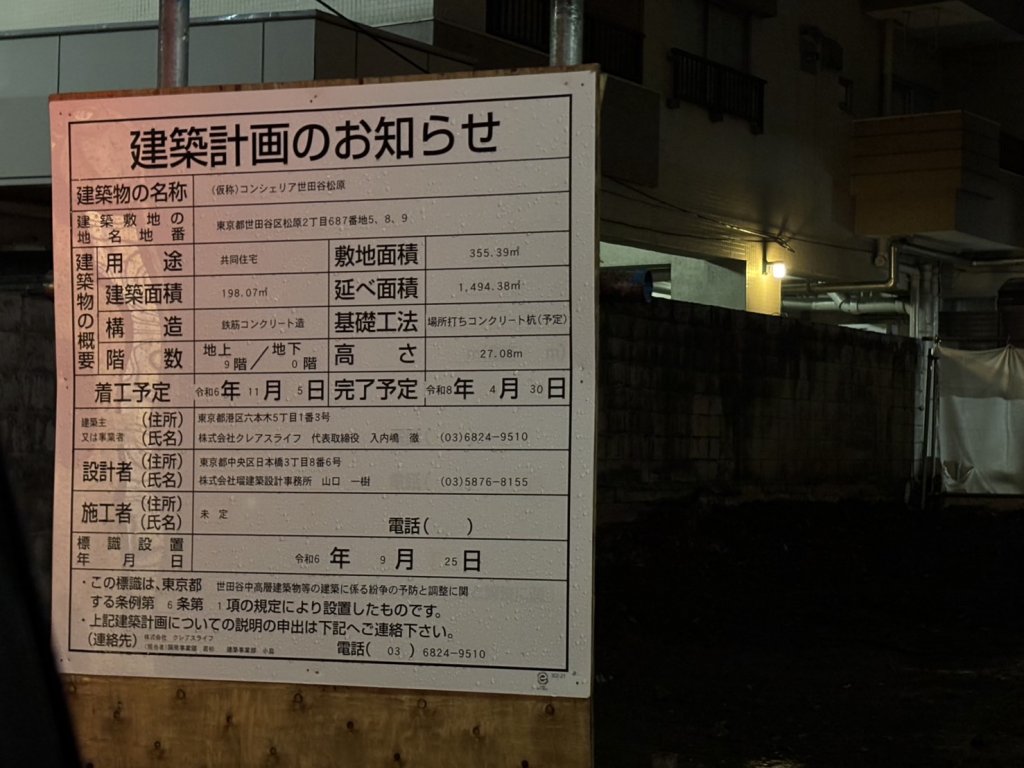 建築計画のお知らせ
建築物の名称 (仮称)コンシェリア世田谷松原
建築敷地の地名地番 東京都世田谷区松原2丁目687番地5、8、9
建築物の概要
用途 共同住宅 敷地面積 355.39㎡
建築面積 198.07㎡ 延べ面積 1,494.38㎡
構造 鉄筋コンクリート造 基礎工法 場所打ちコンクリート杭(予定)
階数 地上9階／地下0階 高さ 27.08m
着工予定 令和6年11月5日 完了予定 令和8年4月30日
建築主又は事業者 (住所) 東京都港区六本木5丁目1番3号
(氏名) 株式会社クレアスライフ 代表取締役 入内嶋 徹 (03)6824-9510
設計者 (住所) 東京都中央区日本橋3丁目8番6号
(氏名) 株式会社瑠建築設計事務所 山口 一樹 (03)5876-8155
施工者 (住所)(氏名) 未定 電話( )
標識設置年月日 令和6年9月25日
・この標識は、東京都 世田谷中高層建築物等の建築に係る紛争の予防と調整に関
する条例第 6 条第 1 項の規定により設置したものです。
・上記建築計画についての説明の申出は下記へご連絡下さい。
(連絡先) 株式会社 クレアスライフ
(担当者)開発事業部 若杉 建築事業部 小島 電話( 03 ) 6824-9510